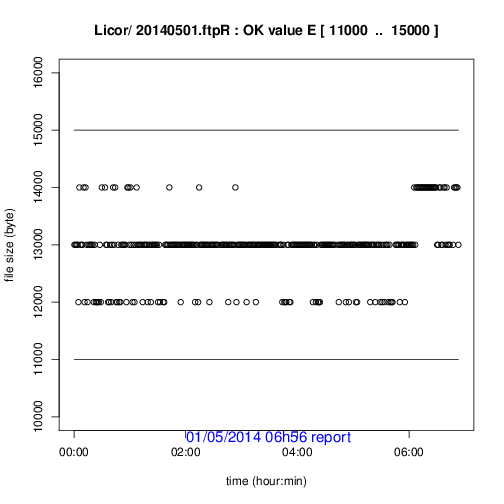 Licor/ 20140501.ftpR : OK value E [ 11000 .. 15000 ]
file size (byte)
16000
15000
14000
13000
12000
11000
10000
00:00
02:00
04:00
06:00
01/05/2014 06h56 report
time (hour:min)